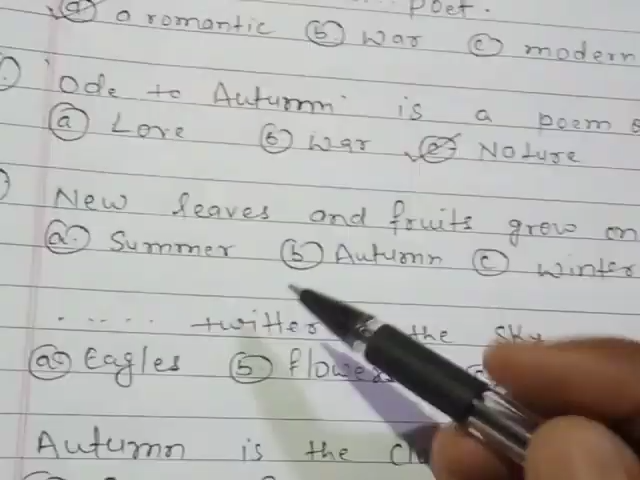 Poet.
a romantic b war c modern
'Ode to Autumn' is a poem
a Love b war c Nature
New leaves and fruits grow on
a. Summer b Autumn c winter
...... twitter the sky
a. Eagles b flowers
Autumn is the